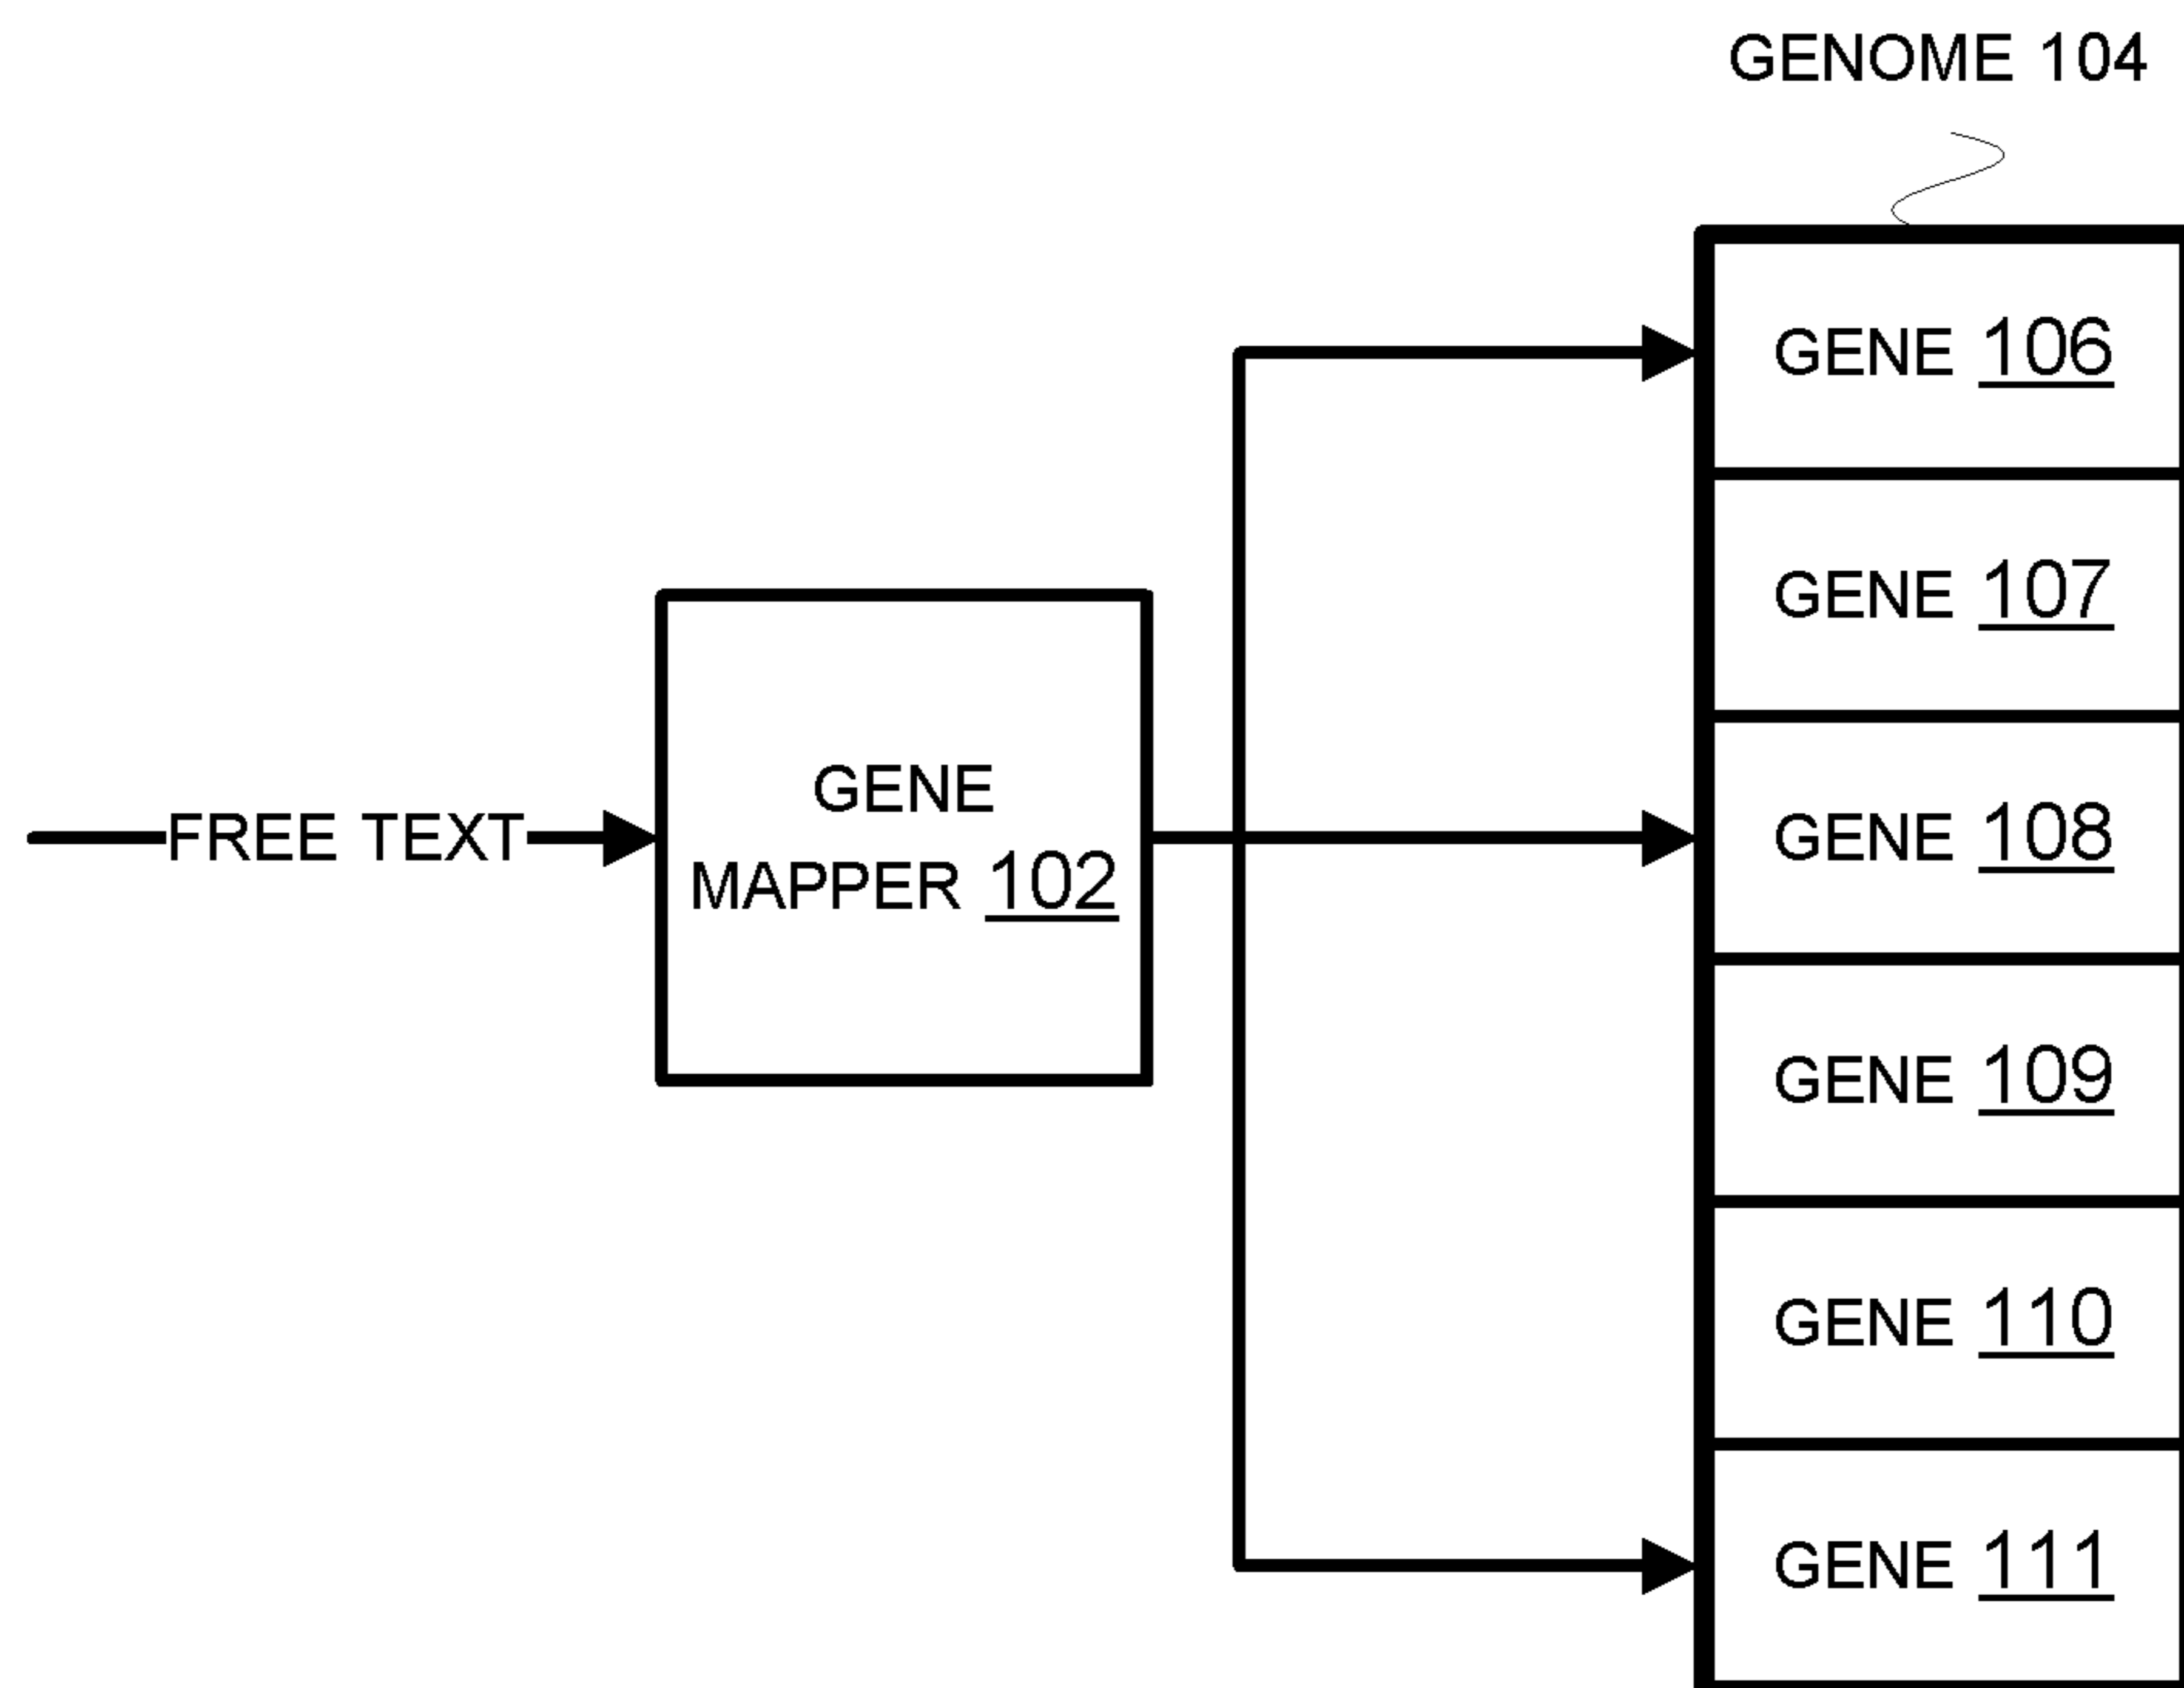 GENOME 104
GENE 106
GENE 107
FREE TEXT
GENE
MAPPER 102
GENE 108
GENE 109
GENE 110
GENE 111